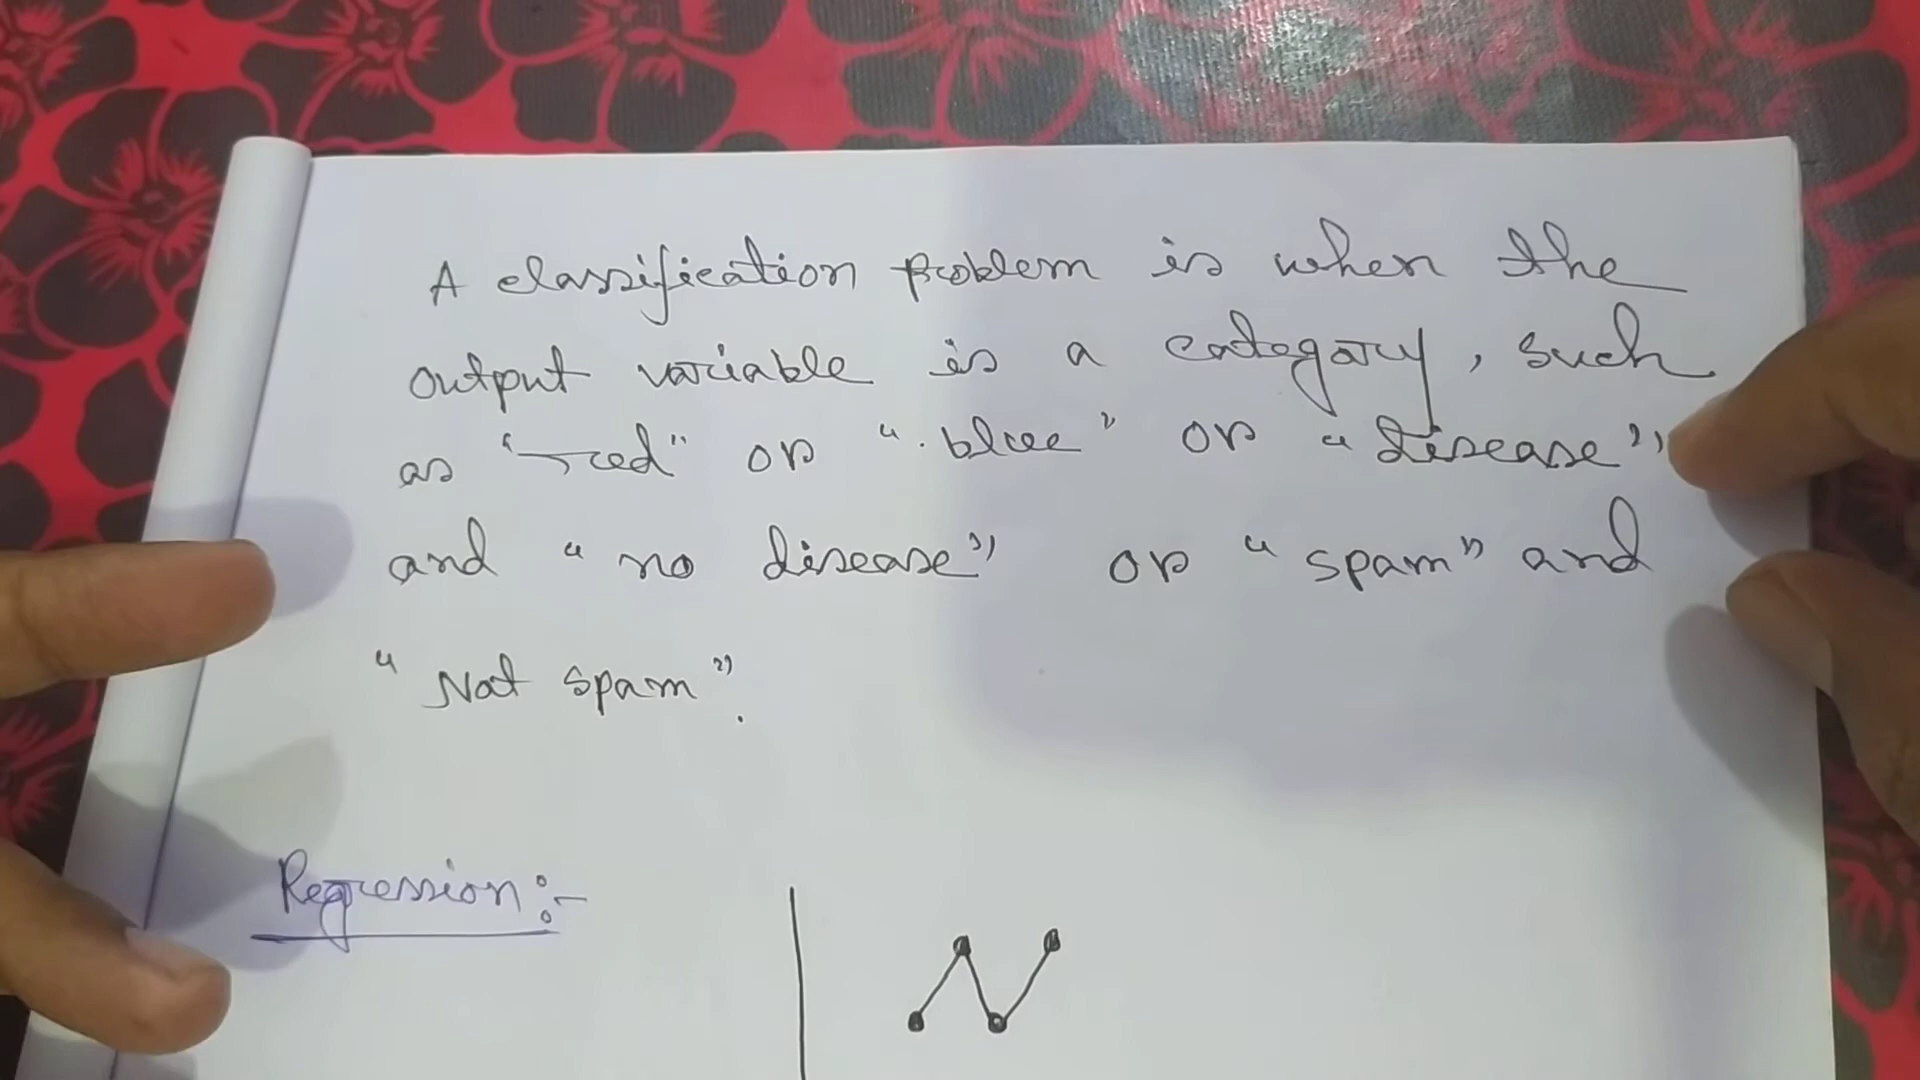 A classification problem is when the
output variable is a category, such
as "red" or "blue" or "disease"
and "no disease" or "spam" and
"Not spam".
Regression:-